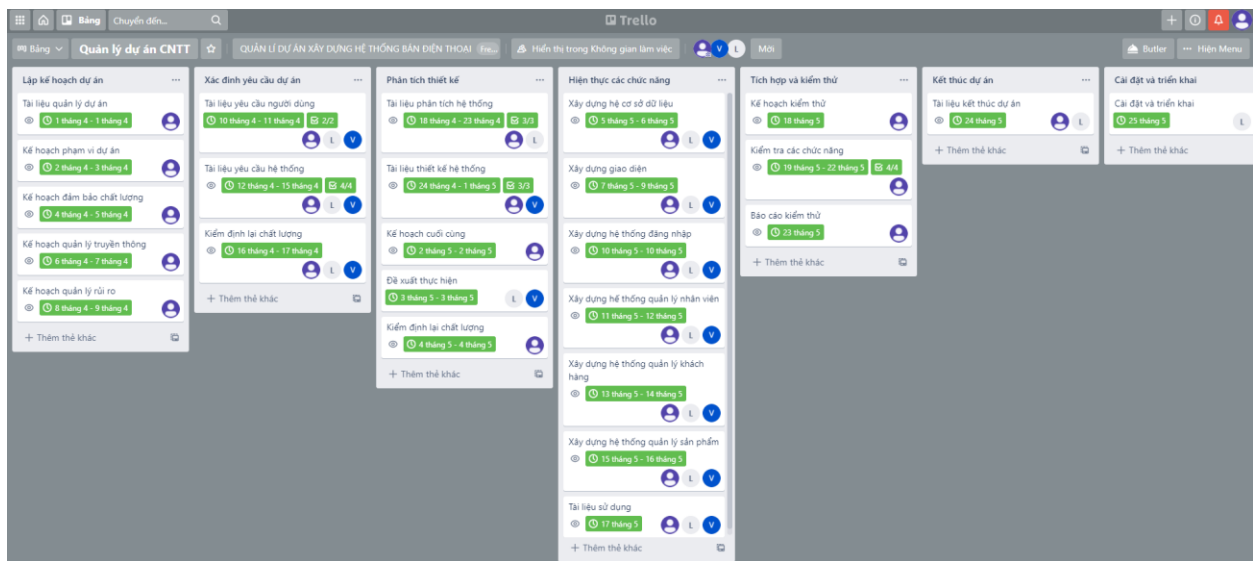 Bảng
Chuyển đến...
Trello
Bảng
Quản lý dự án CNTT
QUẢN LÍ DỰ ÁN XÂY DỰNG HỆ THỐNG BÁN ĐIỆN THOẠI
Free...
Hiển thị trong Không gian làm việc
V
L
Mời
Butler
Hiện Menu
Lập kế hoạch dự án
Tài liệu quản lý dự án
1 tháng 4 - 1 tháng 4
Kế hoạch phạm vi dự án
2 tháng 4 - 3 tháng 4
Kế hoạch đảm bảo chất lượng
4 tháng 4 - 5 tháng 4
Kế hoạch quản lý truyền thông
6 tháng 4 - 7 tháng 4
Kế hoạch quản lý rủi ro
8 tháng 4 - 9 tháng 4
+ Thêm thẻ khác
Xác định yêu cầu dự án
Tài liệu yêu cầu người dùng
10 tháng 4 - 11 tháng 4 2/2
L V
Tài liệu yêu cầu hệ thống
12 tháng 4 - 15 tháng 4 4/4
L V
Kiểm định lại chất lượng
16 tháng 4 - 17 tháng 4
L V
+ Thêm thẻ khác
Phân tích thiết kế
Tài liệu phân tích hệ thống
18 tháng 4 - 23 tháng 4 3/3
L
Tài liệu thiết kế hệ thống
24 tháng 4 - 1 tháng 5 3/3
V
Kế hoạch cuối cùng
2 tháng 5 - 2 tháng 5
Đề xuất thực hiện
3 tháng 5 - 3 tháng 5 L V
Kiểm định lại chất lượng
4 tháng 5 - 4 tháng 5
+ Thêm thẻ khác
Hiện thực các chức năng
Xây dựng hệ cơ sở dữ liệu
5 tháng 5 - 6 tháng 5
L V
Xây dựng giao diện
7 tháng 5 - 9 tháng 5
L V
Xây dựng hệ thống đăng nhập
10 tháng 5 - 10 tháng 5
L V
Xây dựng hế thống quản lý nhân viên
11 tháng 5 - 12 tháng 5
L V
Xây dựng hệ thống quản lý khách
hàng
13 tháng 5 - 14 tháng 5
L V
Xây dựng hệ thống quản lý sản phẩm
15 tháng 5 - 16 tháng 5
L V
Tài liệu sử dụng
17 tháng 5 L V
+ Thêm thẻ khác
Tích hợp và kiểm thử
Kế hoạch kiểm thử
18 tháng 5
Kiểm tra các chức năng
19 tháng 5 - 22 tháng 5 4/4
Báo cáo kiểm thử
23 tháng 5
+ Thêm thẻ khác
Kết thúc dự án
Tài liệu kết thúc dự án
24 tháng 5 L
+ Thêm thẻ khác
Cài đặt và triển khai
Cài đặt và triển khai
25 tháng 5 L
+ Thêm thẻ khác